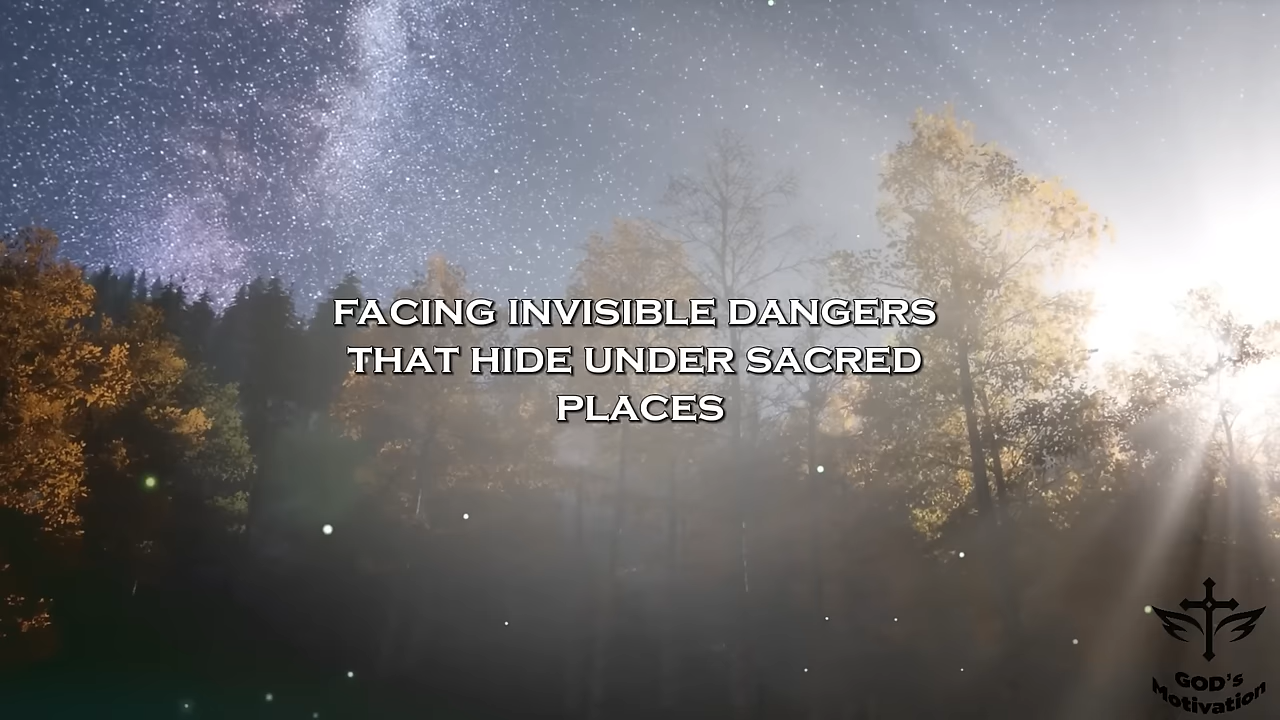 FACING INVISIBLE DANGERS
THAT HIDE UNDER SACRED
PLACES
GOD's
Motivation